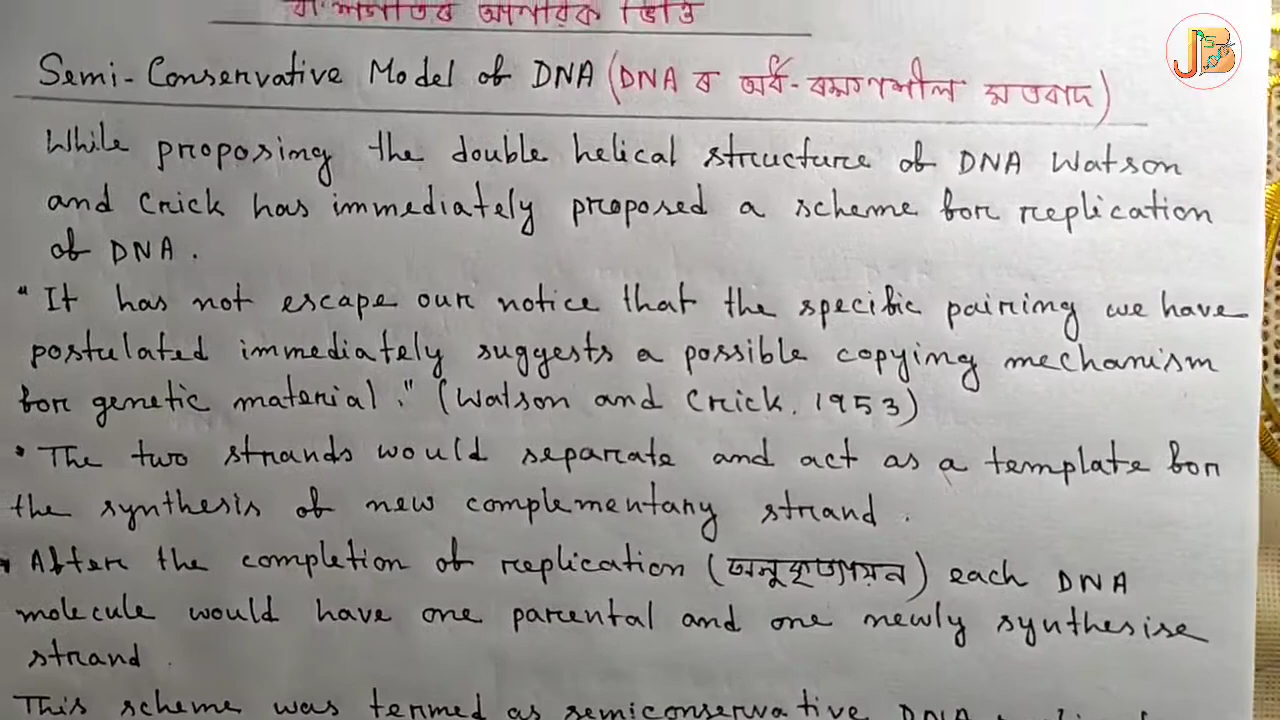 বংশগতিৰ আণৱিক ভিত্তি
Semi-Conservative Model of DNA (DNA ৰ অৰ্ধ-ৰক্ষণশীল মতবাদ)
While proposing the double helical structure of DNA Watson
and Crick has immediately proposed a scheme for replication
of DNA.
"It has not escape our notice that the specific pairing we have
postulated immediately suggests a possible copying mechanism
for genetic material." (Watson and Crick, 1953)
• The two strands would separate and act as a template for
the synthesis of new complementary strand.
• After the completion of replication (অনুকৃত্যায়ন) each DNA
molecule would have one parental and one newly synthesise
strand.
This scheme was termed as semiconservative DNA